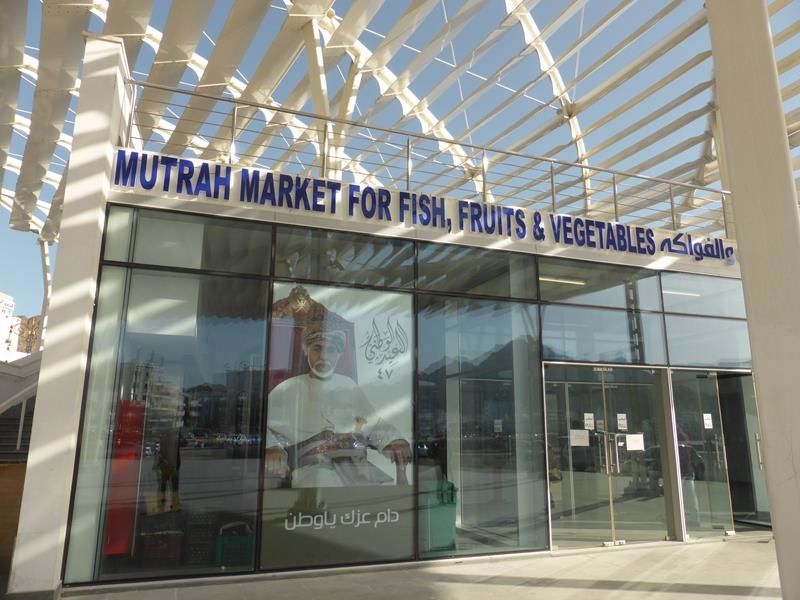 MUTRAH MARKET FOR FISH, FRUITS & VEGETABLES والفواكه
العيد الوطني
٤٧
دام عزك ياوطن